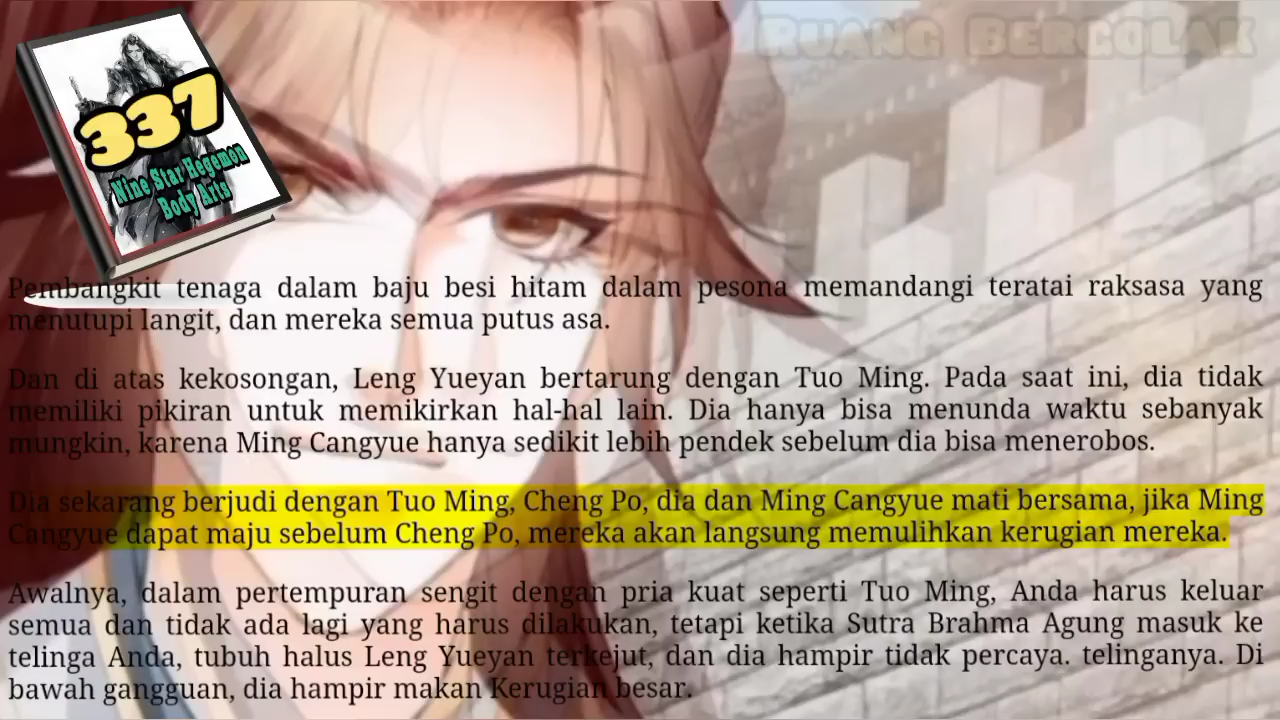 RUANG BERGOLAK
337
Nine Star Hegemon
Body Arts
Pembangkit tenaga dalam baju besi hitam dalam pesona memandangi teratai raksasa yang
menutupi langit, dan mereka semua putus asa.
Dan di atas kekosongan, Leng Yueyan bertarung dengan Tuo Ming. Pada saat ini, dia tidak
memiliki pikiran untuk memikirkan hal-hal lain. Dia hanya bisa menunda waktu sebanyak
mungkin, karena Ming Cangyue hanya sedikit lebih pendek sebelum dia bisa menerobos.
Dia sekarang berjudi dengan Tuo Ming, Cheng Po, dia dan Ming Cangyue mati bersama, jika Ming
Cangyue dapat maju sebelum Cheng Po, mereka akan langsung memulihkan kerugian mereka.
Awalnya, dalam pertempuran sengit dengan pria kuat seperti Tuo Ming, Anda harus keluar
semua dan tidak ada lagi yang harus dilakukan, tetapi ketika Sutra Brahma Agung masuk ke
telinga Anda, tubuh halus Leng Yueyan terkejut, dan dia hampir tidak percaya. telinganya. Di
bawah gangguan, dia hampir makan Kerugian besar.